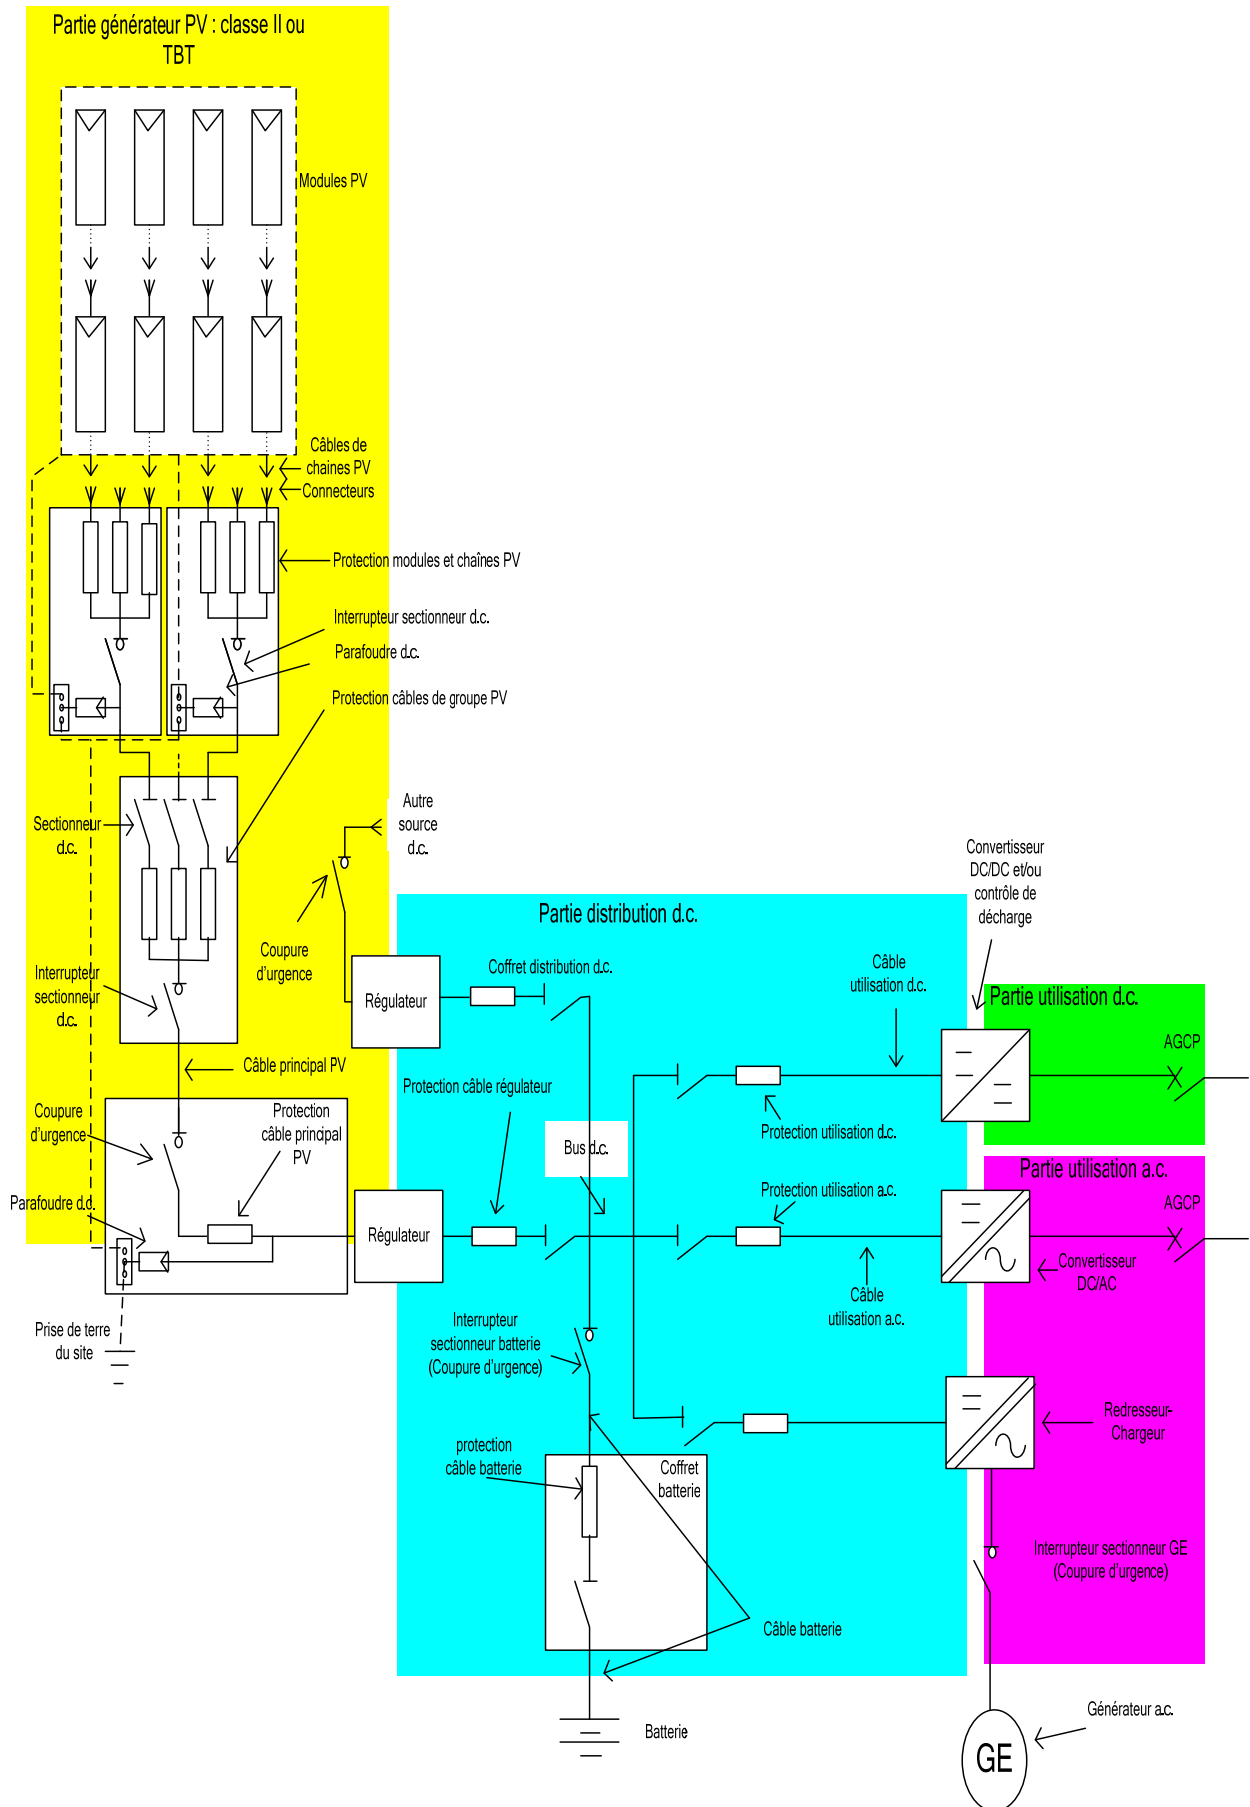 Partie générateur PV : classe II ou
TBT
Modules PV
Câbles de
chaines PV
Connecteurs
Protection modules et chaînes PV
Interrupteur sectionneur d.c.
Parafoudre d.c.
Protection câbles de groupe PV
Sectionneur
d.c.
Autre
source
d.c.
Coupure
d'urgence
Interrupteur
sectionneur
d.c.
Câble principal PV
Coupure
d'urgence
Protection
câble principal
PV
Parafoudre d.c.
Prise de terre
du site
Régulateur
Régulateur
Partie distribution d.c.
Coffret distribution d.c.
Câble
utilisation d.c.
Protection câble régulateur
Bus d.c.
Protection utilisation d.c.
Protection utilisation a.c.
Câble
utilisation a.c.
Interrupteur
sectionneur batterie
(Coupure d'urgence)
protection
câble batterie
Coffret
batterie
Câble batterie
Batterie
Convertisseur
DC/DC et/ou
contrôle de
décharge
Partie utilisation d.c.
AGCP
Partie utilisation a.c.
AGCP
Convertisseur
DC/AC
Redresseur-
Chargeur
Interrupteur sectionneur GE
(Coupure d'urgence)
Générateur a.c.
GE